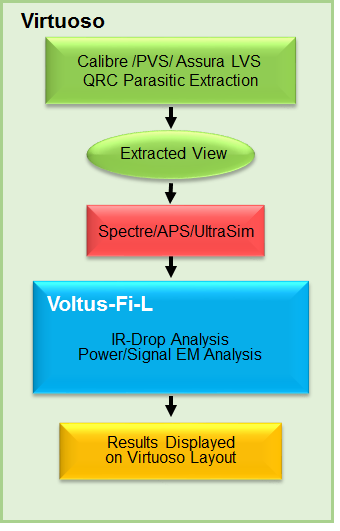 Virtuoso
Calibre /PVS/ Assura LVS
QRC Parasitic Extraction
Extracted View
Spectre/APS/UltraSim
Voltus-Fi-L
IR-Drop Analysis
Power/Signal EM Analysis
Results Displayed
on Virtuoso Layout